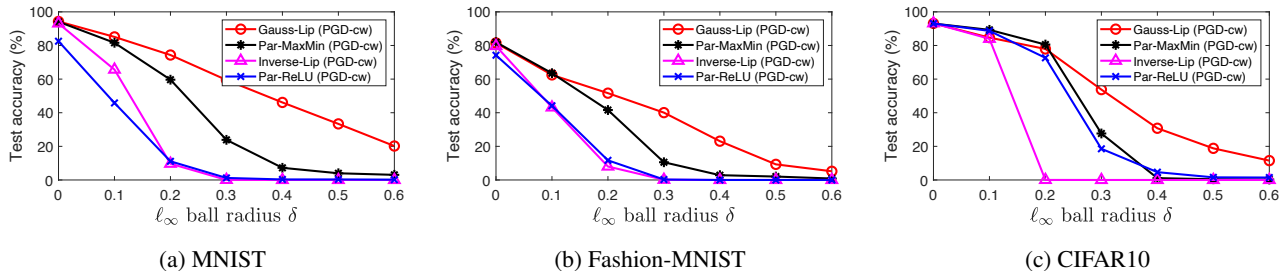 Test accuracy (%)
100
80
60
40
20
0
0
0.1
0.2
0.3
0.4
0.5
0.6
Gauss-Lip (PGD-cw)
Par-MaxMin (PGD-cw)
Inverse-Lip (PGD-cw)
Par-ReLU (PGD-cw)
ℓ∞ ball radius δ
(a) MNIST
Test accuracy (%)
100
80
60
40
20
0
0
0.1
0.2
0.3
0.4
0.5
0.6
Gauss-Lip (PGD-cw)
Par-MaxMin (PGD-cw)
Inverse-Lip (PGD-cw)
Par-ReLU (PGD-cw)
ℓ∞ ball radius δ
(b) Fashion-MNIST
Test accuracy (%)
100
80
60
40
20
0
0
0.1
0.2
0.3
0.4
0.5
0.6
Gauss-Lip (PGD-cw)
Par-MaxMin (PGD-cw)
Inverse-Lip (PGD-cw)
Par-ReLU (PGD-cw)
ℓ∞ ball radius δ
(c) CIFAR10